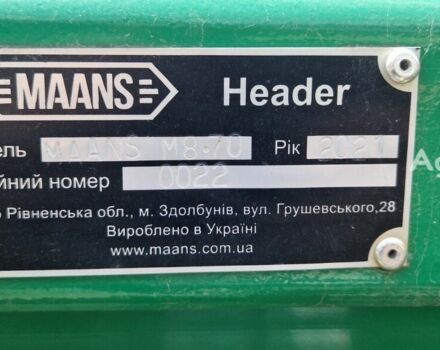 MAANS
Header
ель MAANS M8-70 Рік 2021
ійний номер 0022
Рівненська обл., м. Здолбунів, вул. Грушевського,28
Вироблено в Україні
www.maans.com.ua